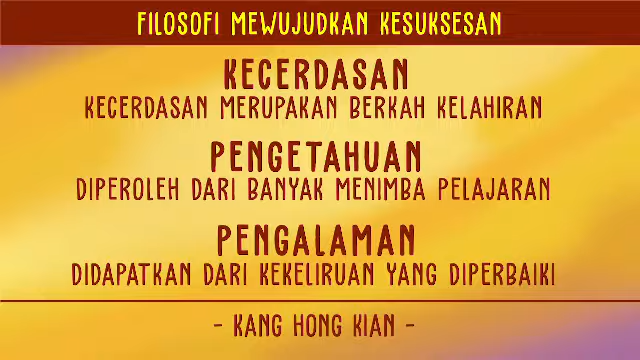 FILOSOFI MEWUJUDKAN KESUKSESAN
KECERDASAN
KECERDASAN MERUPAKAN BERKAH KELAHIRAN
PENGETAHUAN
DIPEROLEH DARI BANYAK MENIMBA PELAJARAN
PENGALAMAN
DIDAPATKAN DARI KEKELIRUAN YANG DIPERBAIKI
- KANG HONG KIAN -